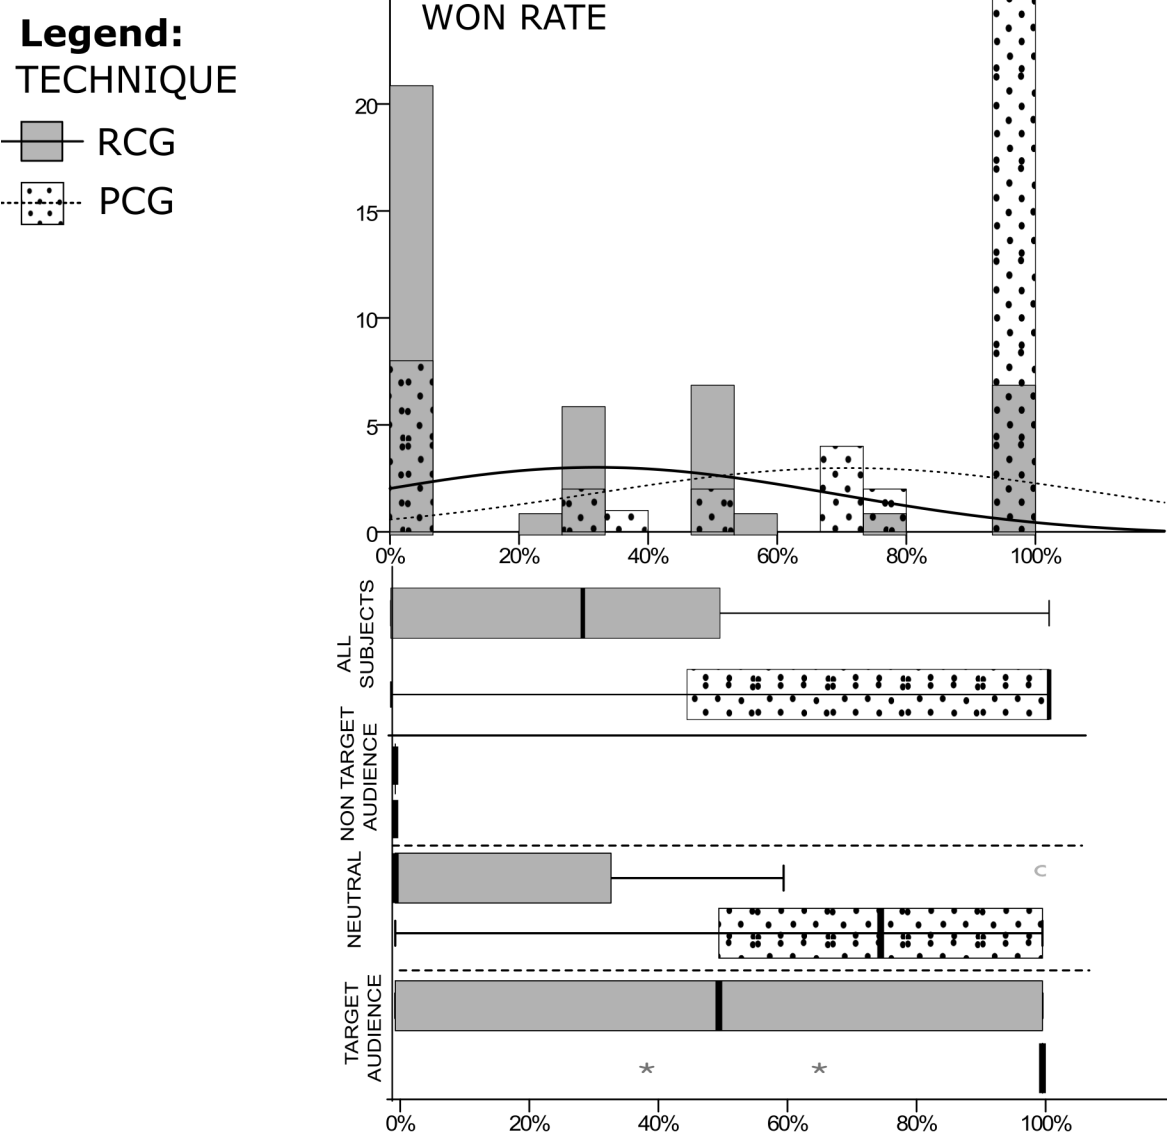 WON RATE
Legend:
TECHNIQUE
RCG
PCG
20
15
10
5
0
0% 20% 40% 60% 80% 100%
ALL
SUBJECTS
NON TARGET
AUDIENCE
NEUTRAL
TARGET
AUDIENCE
* *
0% 20% 40% 60% 80% 100%